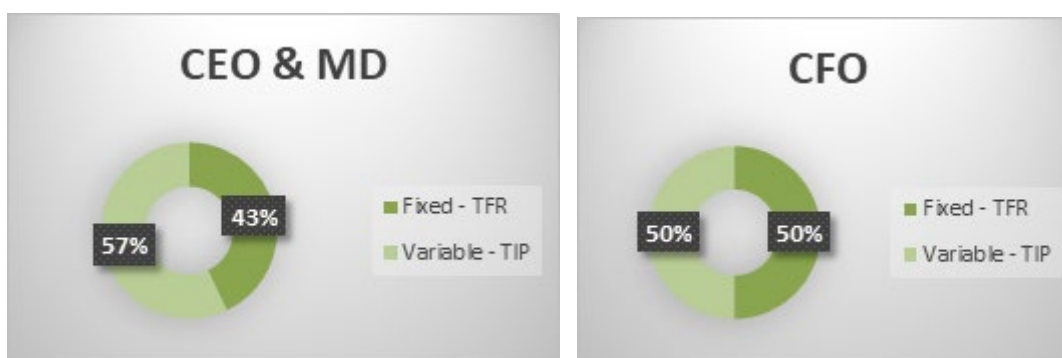 CEO & MD
43%
57%
Fixed - TFR
Variable - TIP
CFO
50%
50%
Fixed - TFR
Variable - TIP